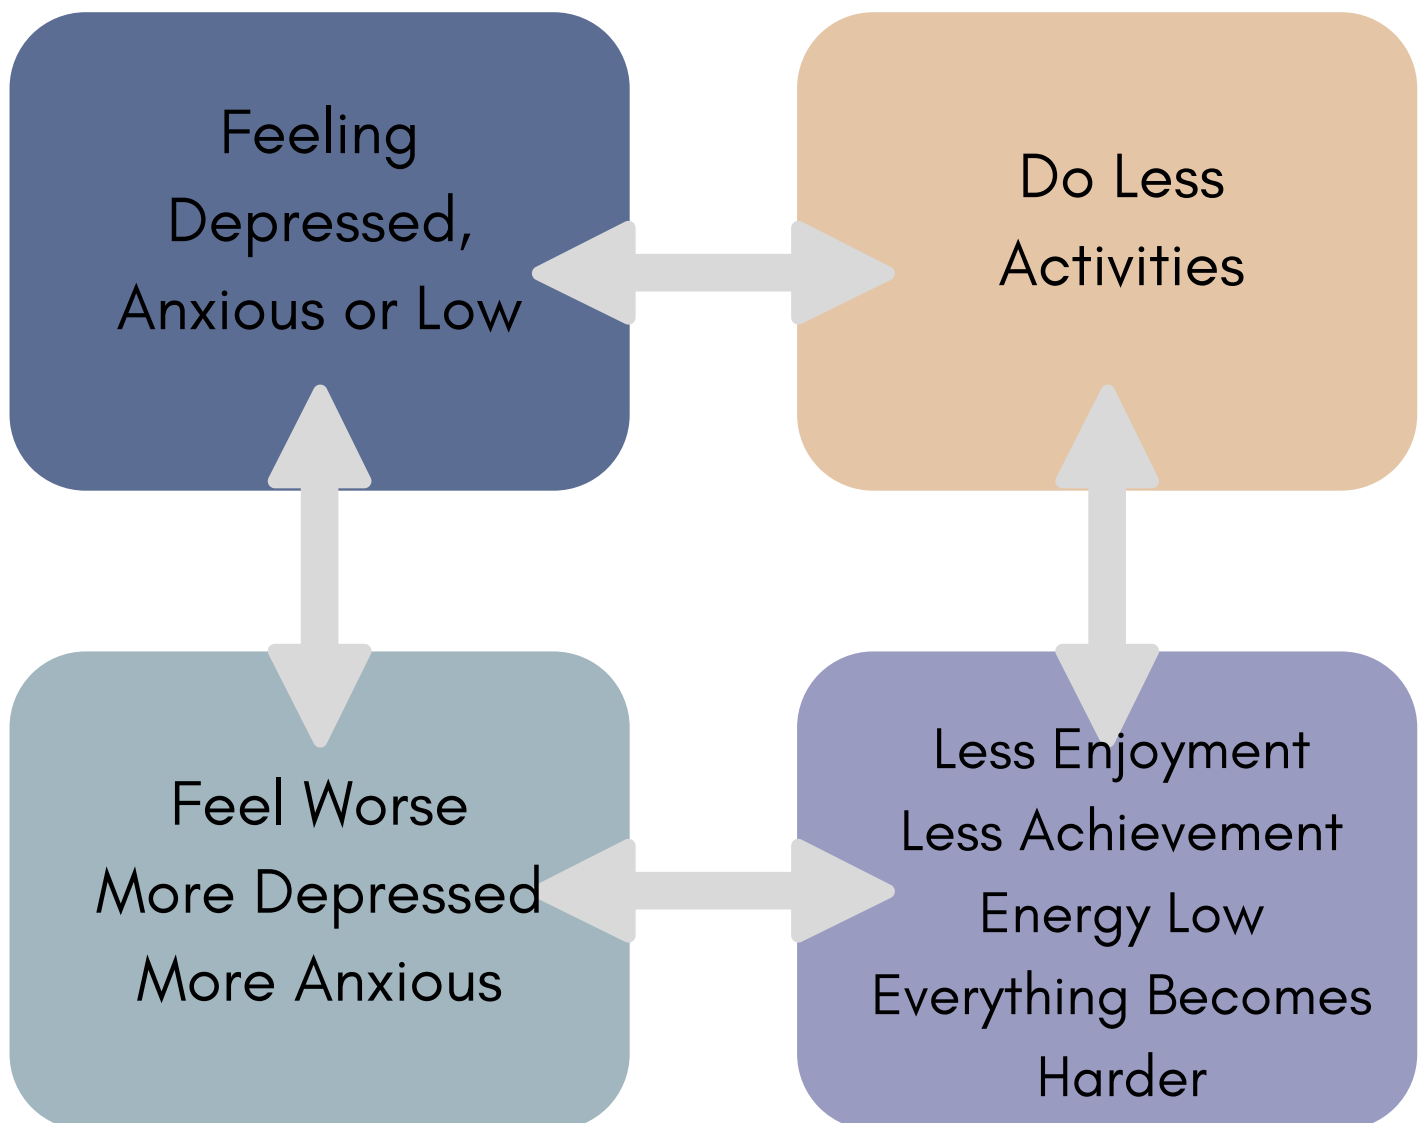 Feeling
Depressed,
Anxious or Low
Do Less
Activities
Feel Worse
More Depressed
More Anxious
Less Enjoyment
Less Achievement
Energy Low
Everything Becomes
Harder